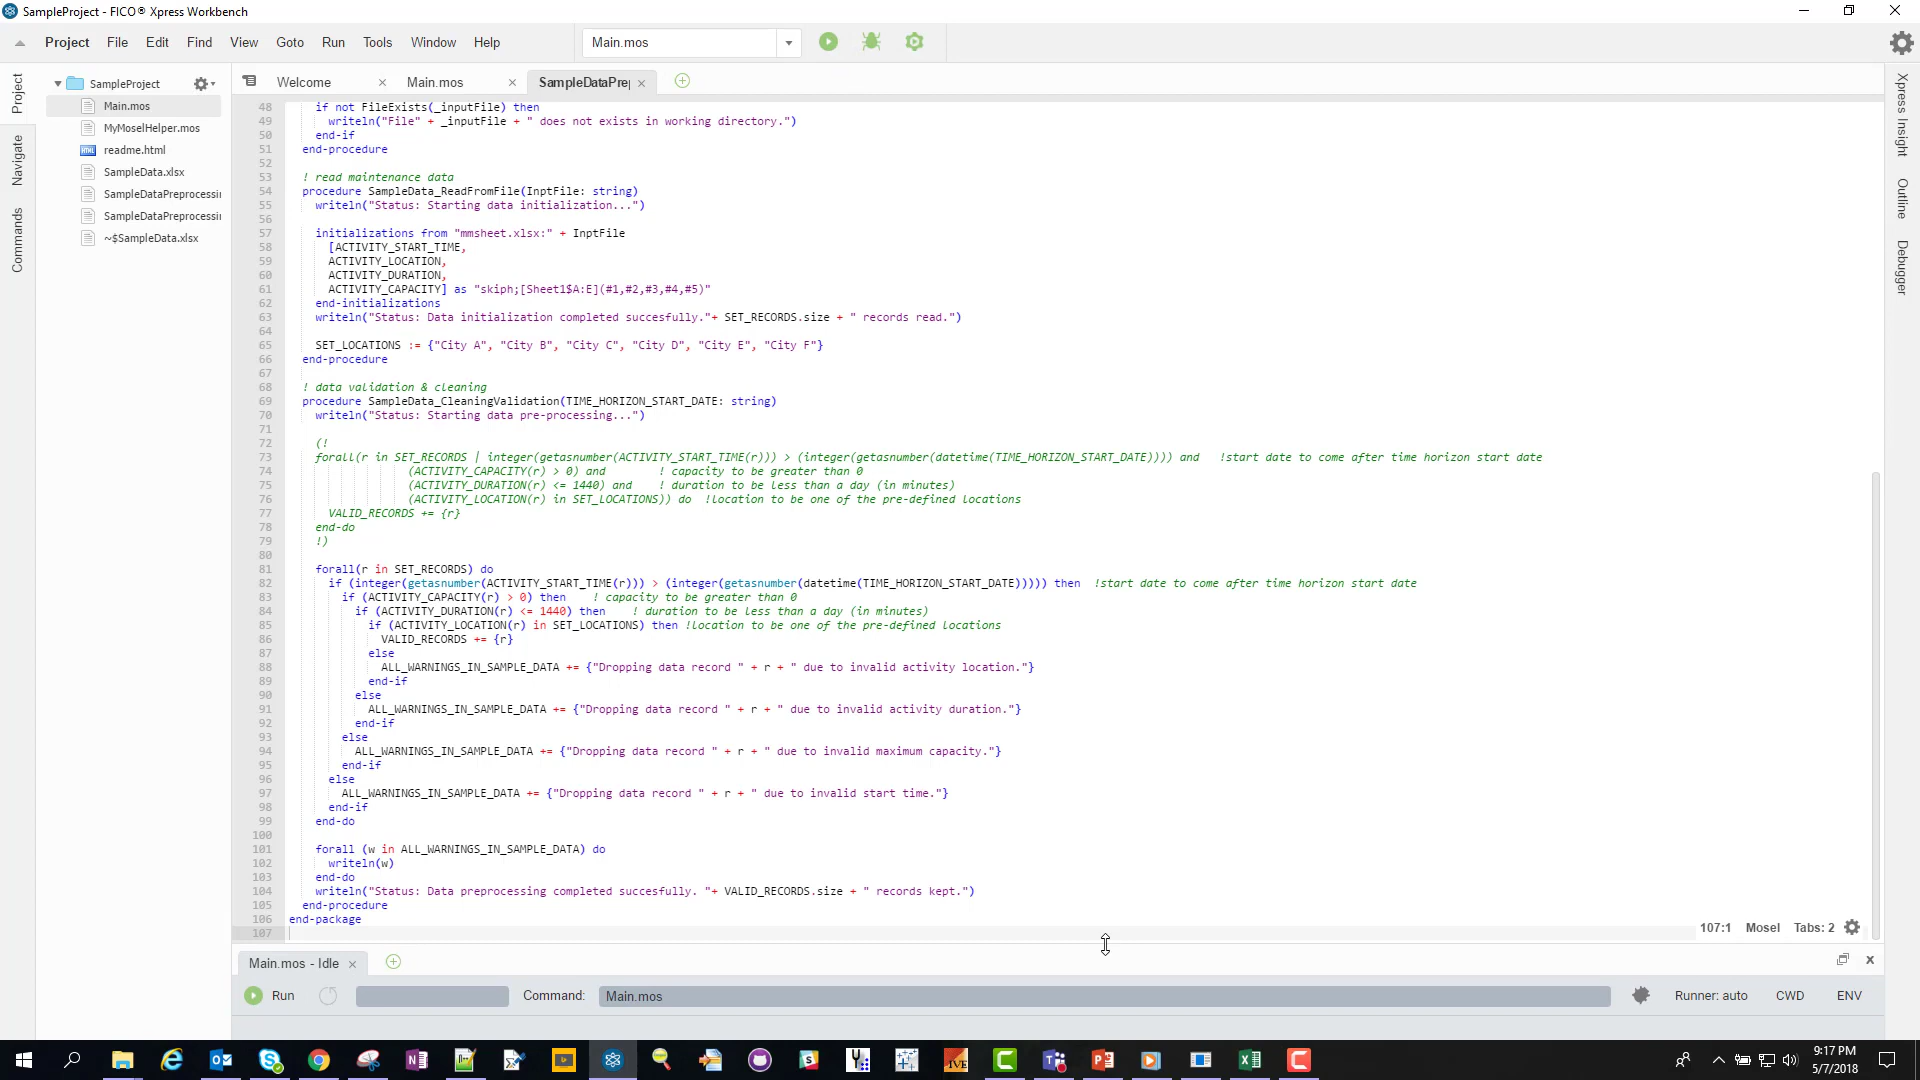 SampleProject - FICO® Xpress Workbench
Project File Edit Find View Goto Run Tools Window Help
Main.mos
Project
Navigate
Commands
SampleProject
Main.mos
MyMoselHelper.mos
readme.html
SampleData.xlsx
SampleDataPreprocessin
SampleDataPreprocessin
~$SampleData.xlsx
Welcome
Main.mos
SampleDataPre
48 if not FileExists(_inputFile) then
49 writeln("File" + _inputFile + " does not exists in working directory.")
50 end-if
51 end-procedure
52
53 ! read maintenance data
54 procedure SampleData_ReadFromFile(InptFile: string)
55 writeln("Status: Starting data initialization...")
56
57 initializations from "mmsheet.xlsx:" + InptFile
58 [ACTIVITY_START_TIME,
59 ACTIVITY_LOCATION,
60 ACTIVITY_DURATION,
61 ACTIVITY_CAPACITY] as "skiph;[Sheet1$A:E](#1,#2,#3,#4,#5)"
62 end-initializations
63 writeln("Status: Data initialization completed succesfully."+ SET_RECORDS.size + " records read.")
64
65 SET_LOCATIONS := {"City A", "City B", "City C", "City D", "City E", "City F"}
66 end-procedure
67
68 ! data validation & cleaning
69 procedure SampleData_CleaningValidation(TIME_HORIZON_START_DATE: string)
70 writeln("Status: Starting data pre-processing...")
71
72 (!
73 forall(r in SET_RECORDS | integer(getasnumber(ACTIVITY_START_TIME(r))) > (integer(getasnumber(datetime(TIME_HORIZON_START_DATE)))) and !start date to come after time horizon start date
74 (ACTIVITY_CAPACITY(r) > 0) and ! capacity to be greater than 0
75 (ACTIVITY_DURATION(r) <= 1440) and ! duration to be less than a day (in minutes)
76 (ACTIVITY_LOCATION(r) in SET_LOCATIONS)) do !location to be one of the pre-defined locations
77 VALID_RECORDS += {r}
78 end-do
79 !)
80
81 forall(r in SET_RECORDS) do
82 if (integer(getasnumber(ACTIVITY_START_TIME(r))) > (integer(getasnumber(datetime(TIME_HORIZON_START_DATE))))) then !start date to come after time horizon start date
83 if (ACTIVITY_CAPACITY(r) > 0) then ! capacity to be greater than 0
84 if (ACTIVITY_DURATION(r) <= 1440) then ! duration to be less than a day (in minutes)
85 if (ACTIVITY_LOCATION(r) in SET_LOCATIONS) then !location to be one of the pre-defined locations
86 VALID_RECORDS += {r}
87 else
88 ALL_WARNINGS_IN_SAMPLE_DATA += {"Dropping data record " + r + " due to invalid activity location."}
89 end-if
90 else
91 ALL_WARNINGS_IN_SAMPLE_DATA += {"Dropping data record " + r + " due to invalid activity duration."}
92 end-if
93 else
94 ALL_WARNINGS_IN_SAMPLE_DATA += {"Dropping data record " + r + " due to invalid maximum capacity."}
95 end-if
96 else
97 ALL_WARNINGS_IN_SAMPLE_DATA += {"Dropping data record " + r + " due to invalid start time."}
98 end-if
99 end-do
100
101 forall (w in ALL_WARNINGS_IN_SAMPLE_DATA) do
102 writeln(w)
103 end-do
104 writeln("Status: Data preprocessing completed succesfully. "+ VALID_RECORDS.size + " records kept.")
105 end-procedure
106 end-package
107
107:1 Mosel Tabs: 2
Xpress Insight
Outline
Debugger
Main.mos - Idle
Run Command: Main.mos Runner: auto CWD ENV
9:17 PM
5/7/2018